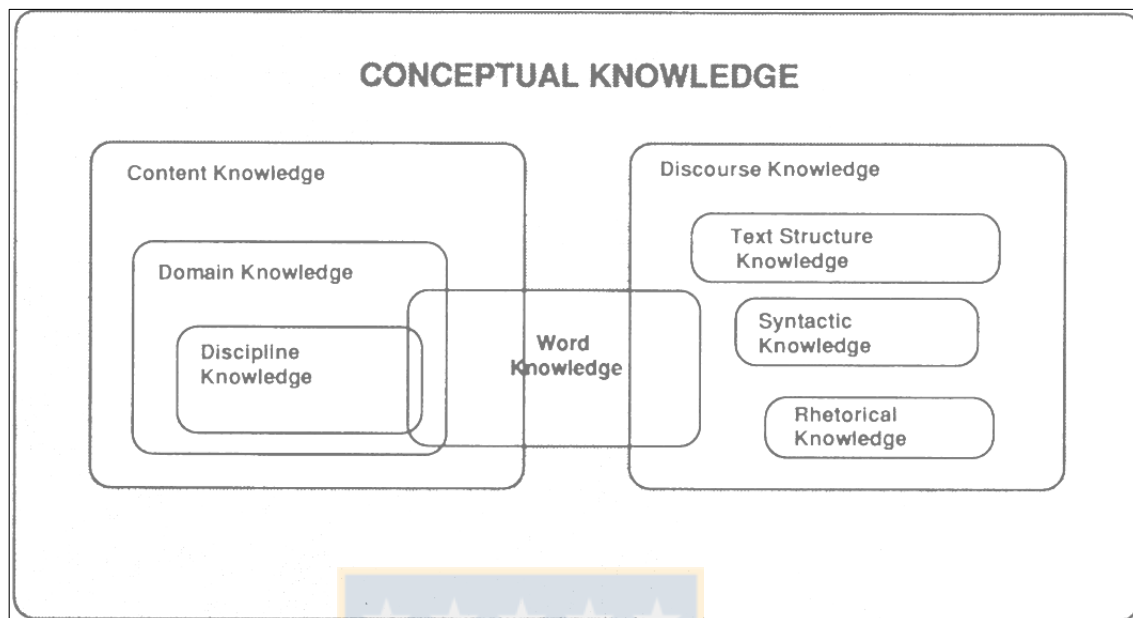 CONCEPTUAL KNOWLEDGE
Content Knowledge
Domain Knowledge
Discipline
Knowledge
Word
Knowledge
Discourse Knowledge
Text Structure
Knowledge
Syntactic
Knowledge
Rhetorical
Knowledge